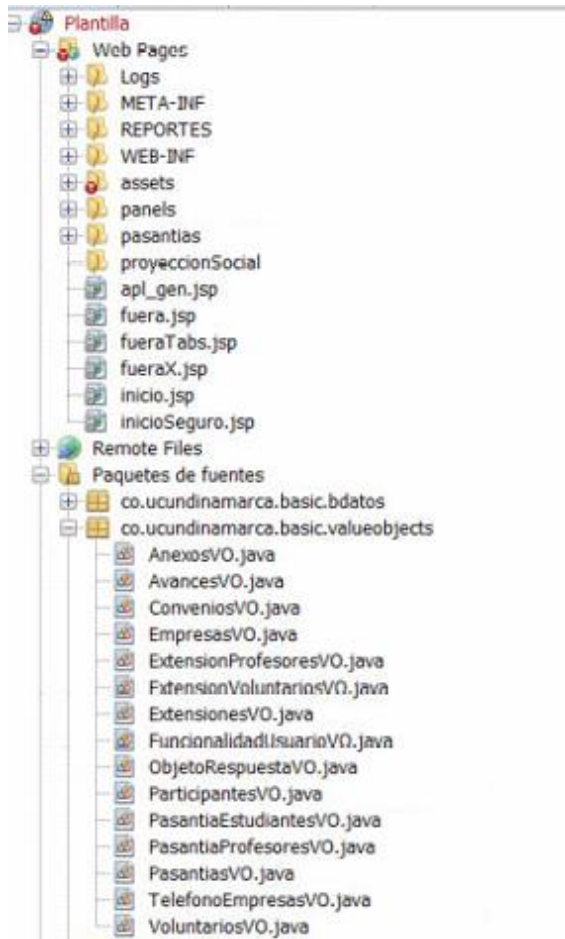 Plantilla
Web Pages
Logs
META-INF
REPORTES
WEB-INF
assets
panels
pasantias
proyeccionSocial
apl_gen.jsp
fuera.jsp
fueraTabs.jsp
fueraX.jsp
inicio.jsp
inicioSeguro.jsp
Remote Files
Paquetes de fuentes
co.ucundinamarca.basic.bdatos
co.ucundinamarca.basic.valueobjects
AnexosVO.java
AvancesVO.java
ConveniosVO.java
EmpresasVO.java
ExtensionProfesoresVO.java
ExtensionVoluntariosVO.java
ExtensionesVO.java
FuncionalidadUsuarioVO.java
ObjetoRespuestaVO.java
ParticipantesVO.java
PasantiaEstudiantesVO.java
PasantiaProfesoresVO.java
PasantiasVO.java
TelefonoEmpresasVO.java
VoluntariosVO.java